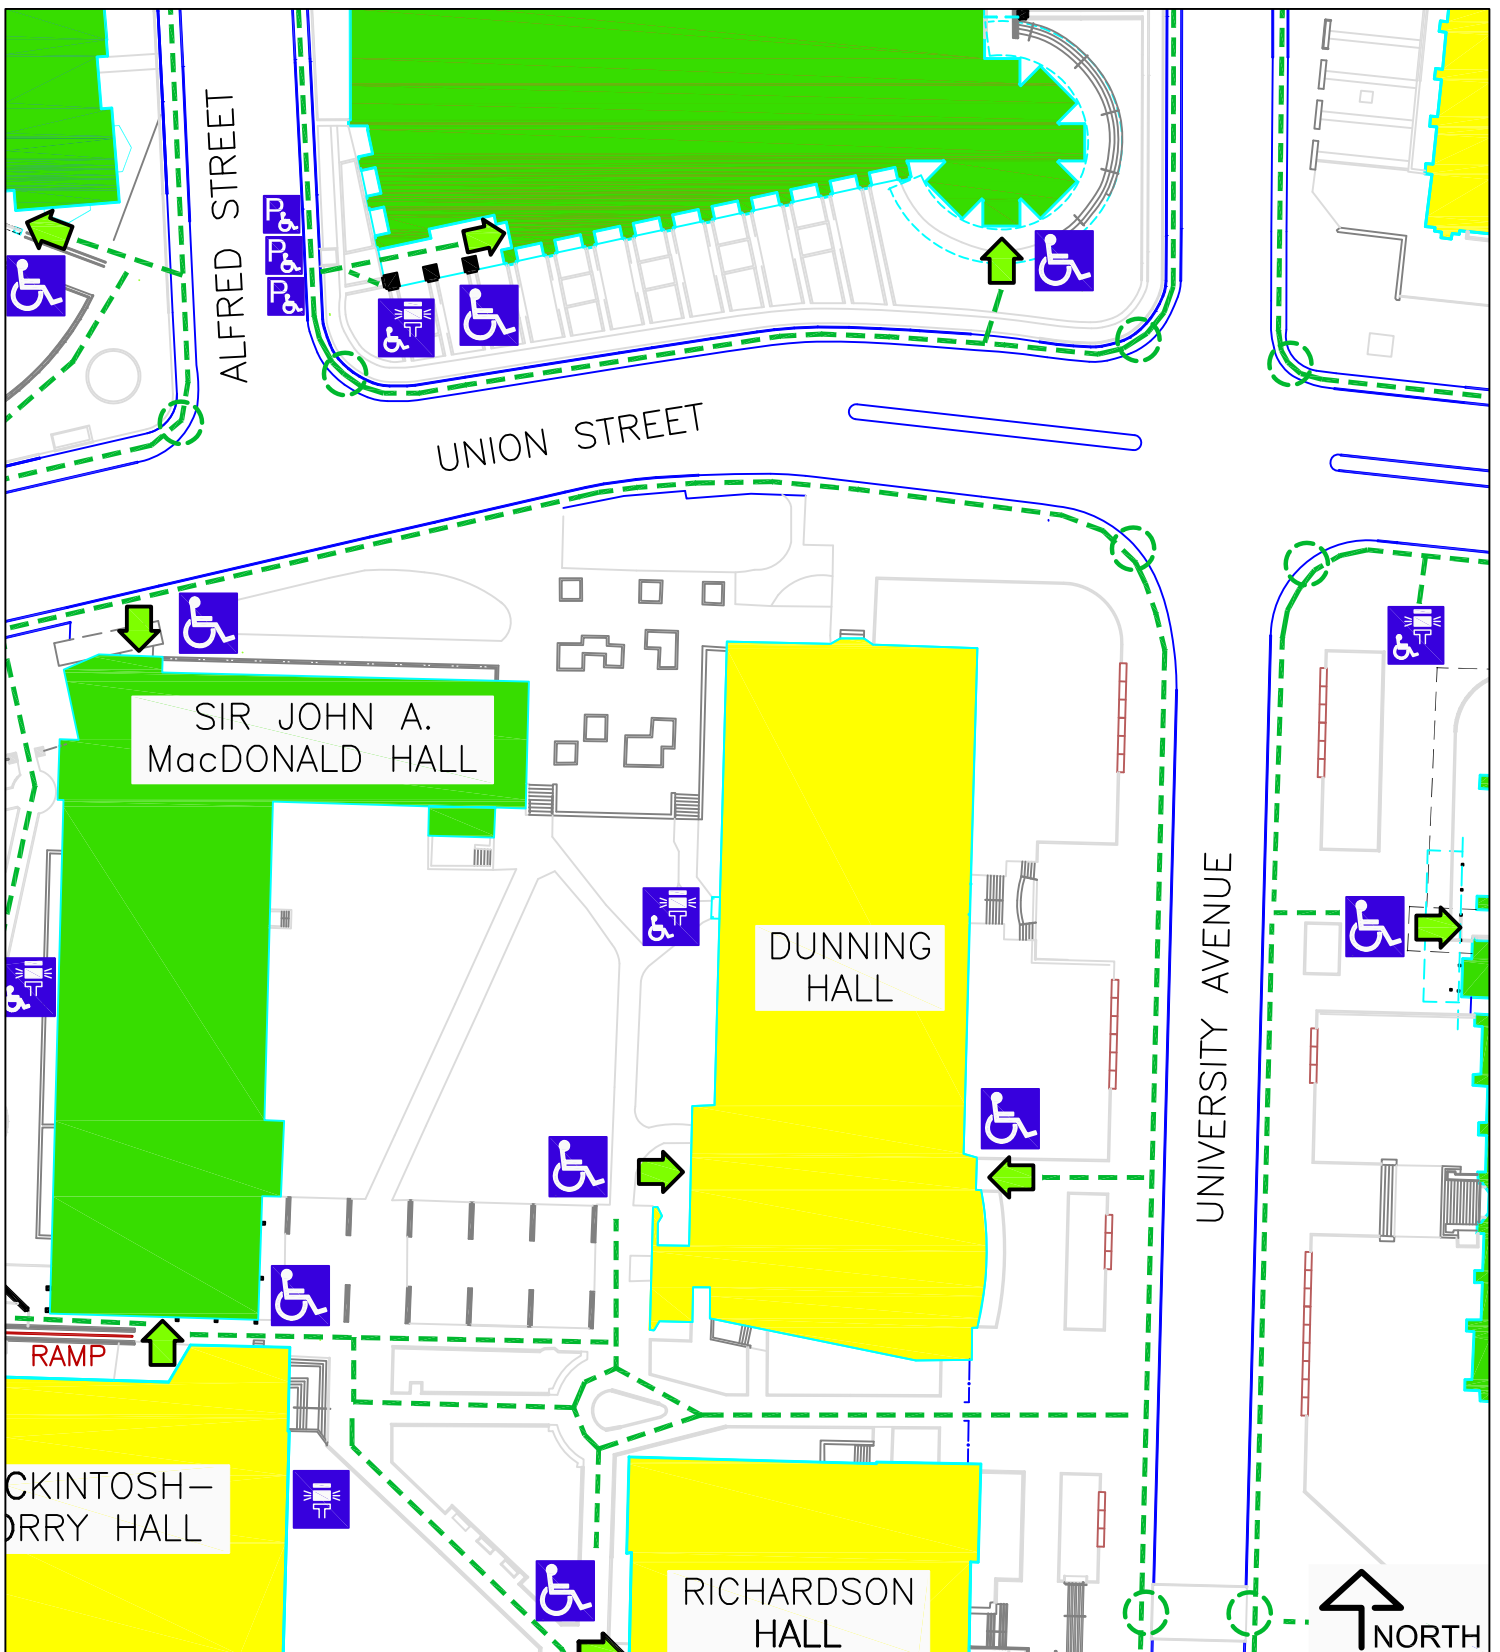 ALFRED STREET
P
P
P
UNION STREET
SIR JOHN A.
MacDONALD HALL
DUNNING
HALL
UNIVERSITY AVENUE
RAMP
CKINTOSH-
ORRY HALL
RICHARDSON
HALL
NORTH